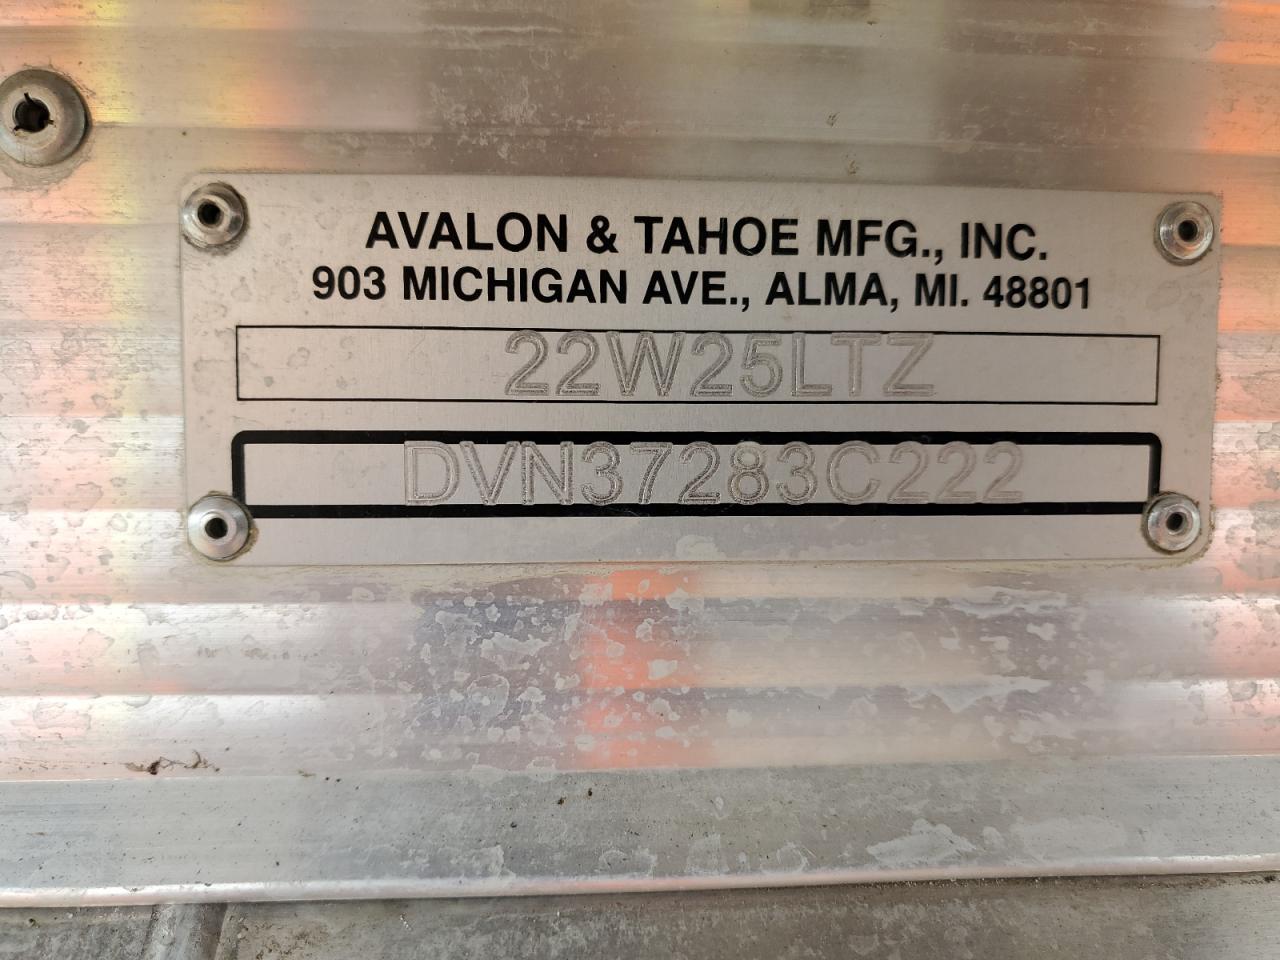 AVALON & TAHOE MFG., INC.
903 MICHIGAN AVE., ALMA, MI. 48801
22W25LTZ
DVN37283C222